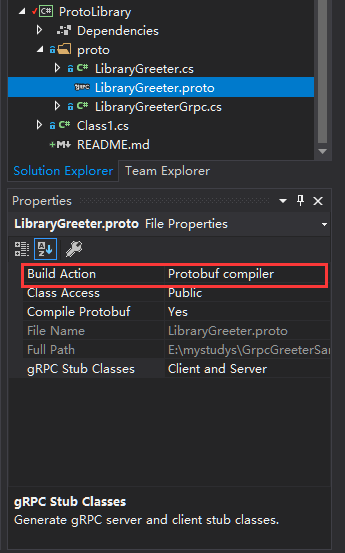 C# ProtoLibrary
Dependencies
proto
C# LibraryGreeter.cs
gRPC LibraryGreeter.proto
C# LibraryGreeterGrpc.cs
C# Class1.cs
+M↓ README.md
Solution Explorer Team Explorer
Properties
LibraryGreeter.proto File Properties
Build Action Protobuf compiler
Class Access Public
Compile Protobuf Yes
File Name LibraryGreeter.proto
Full Path E:\mystudys\GrpcGreeterSar
gRPC Stub Classes Client and Server
gRPC Stub Classes
Generate gRPC server and client stub classes.